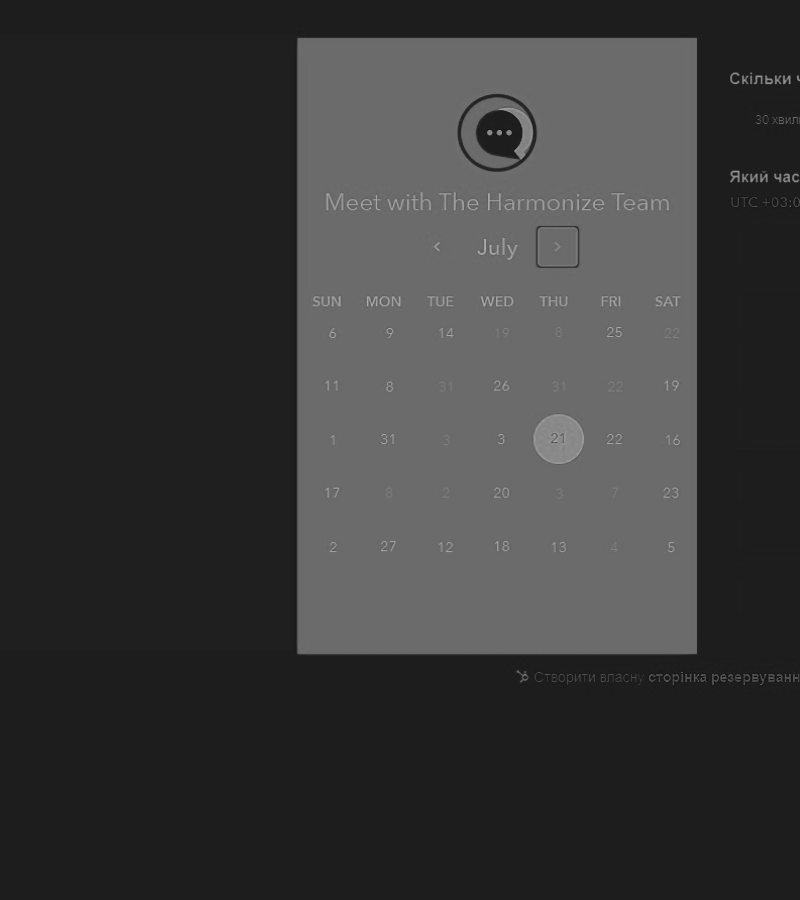 Скільки ч
30 хвил
Який час
UTC +03:0
Meet with The Harmonize Team
July
SUN MON TUE WED THU FRI SAT
6 9 14 19 8 25 22
11 8 31 26 31 22 19
1 31 3 3 21 22 16
17 8 2 20 3 7 23
2 27 12 18 13 4 5
Створити власну сторінка резервуванн